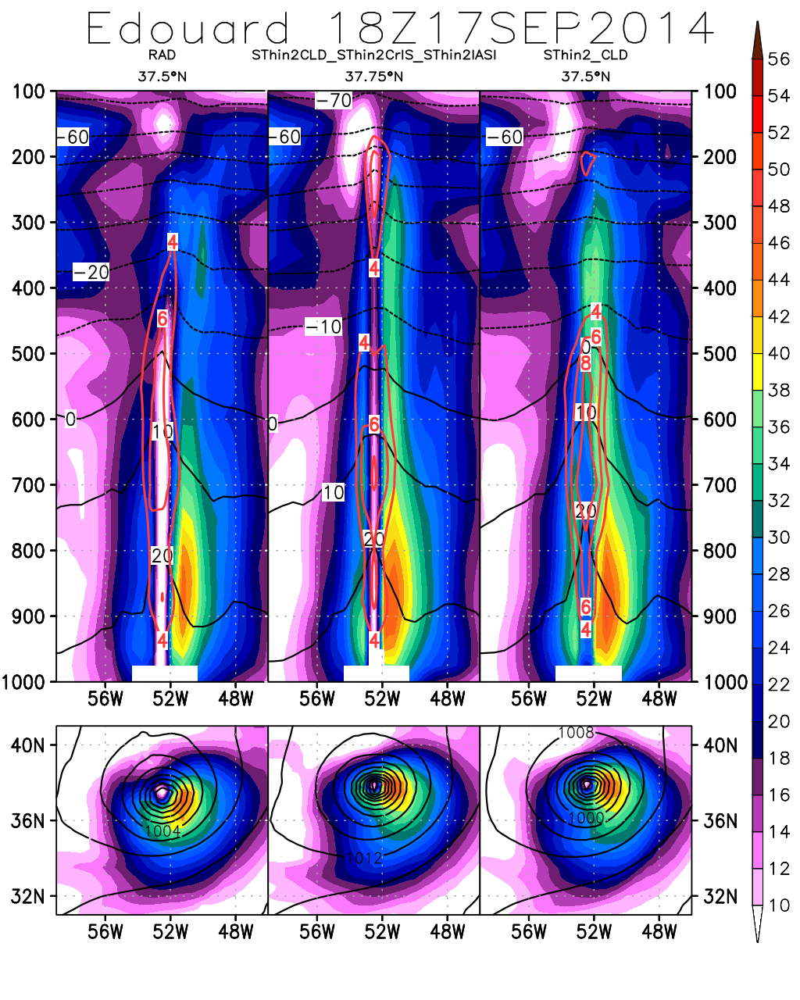 Edouard 18Z17SEP2014
RAD SThin2CLD_SThin2CrIS_SThin2IASI SThin2_CLD
37.5°N 37.75°N 37.5°N
100 -70 100
-60 -60 -60
200 200
300 300
4
-20 4
400 400
6 -10 4
4 6
500 0 500
8
600 0 10 0 6 10 600
700 10 700
20
800 20 20 800
6
900 4 4 4 900
1000 1000
56W 52W 48W 56W 52W 48W 56W 52W 48W
40N 1008 40N
36N 1004 1000 36N
1012
32N 32N
56W 52W 48W 56W 52W 48W 56W 52W 48W
56
54
52
50
48
46
44
42
40
38
36
34
32
30
28
26
24
22
20
18
16
14
12
10